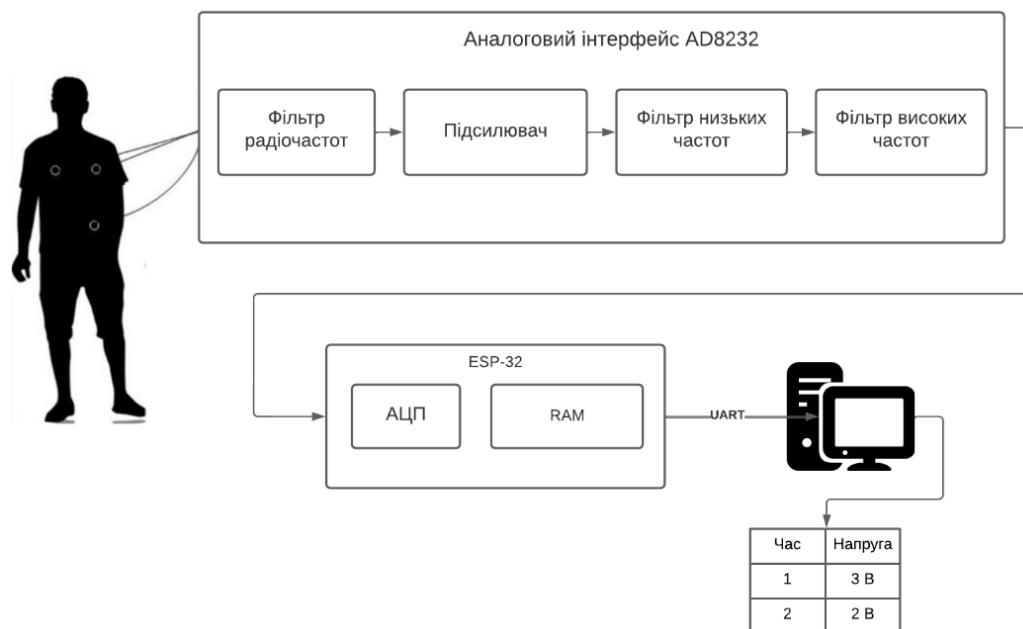 Аналоговий інтерфейс AD8232
Фільтр
радіочастот
Підсилювач
Фільтр низьких
частот
Фільтр високих
частот
ESP-32
АЦП
RAM
UART
Час
Напруга
1
3 В
2
2 В